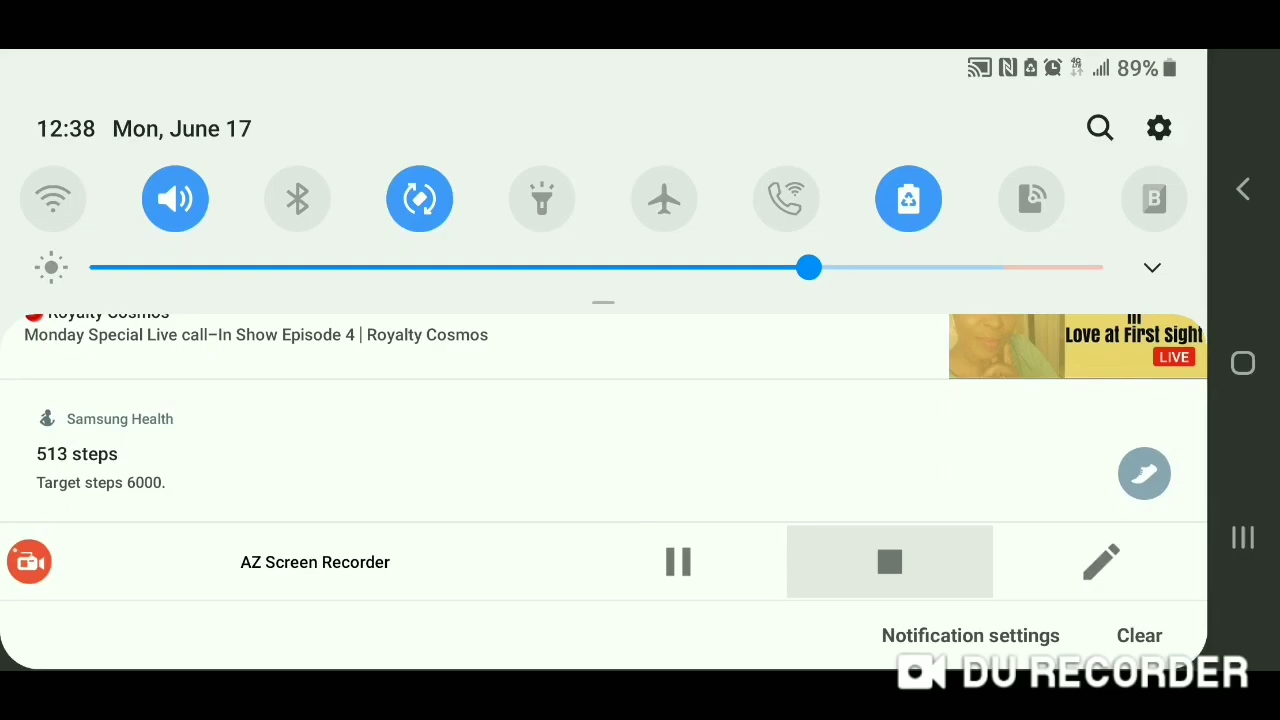 4G
89%
12:38 Mon, June 17
B
Royalty Cosmos
Monday Special Live call-In Show Episode 4 | Royalty Cosmos
Love at First Sight
LIVE
Samsung Health
513 steps
Target steps 6000.
AZ Screen Recorder
Notification settings
Clear
DU RECORDER